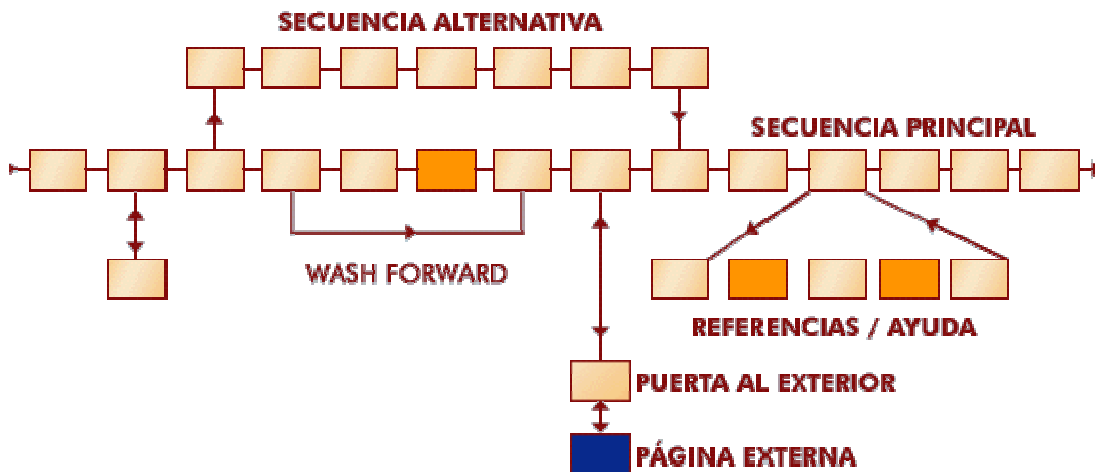 SECUENCIA ALTERNATIVA
SECUENCIA PRINCIPAL
WASH FORWARD
REFERENCIAS / AYUDA
PUERTA AL EXTERIOR
PÁGINA EXTERNA